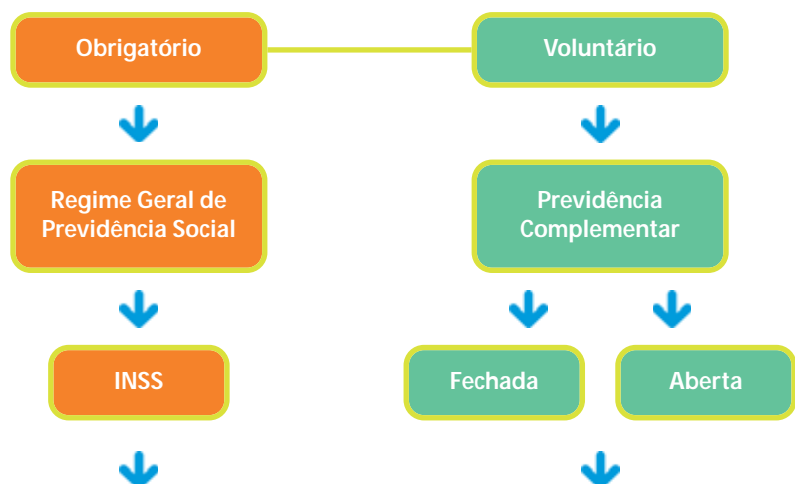 Obrigatório
Voluntário
Regime Geral de
Previdência Social
Previdência
Complementar
INSS
Fechada
Aberta